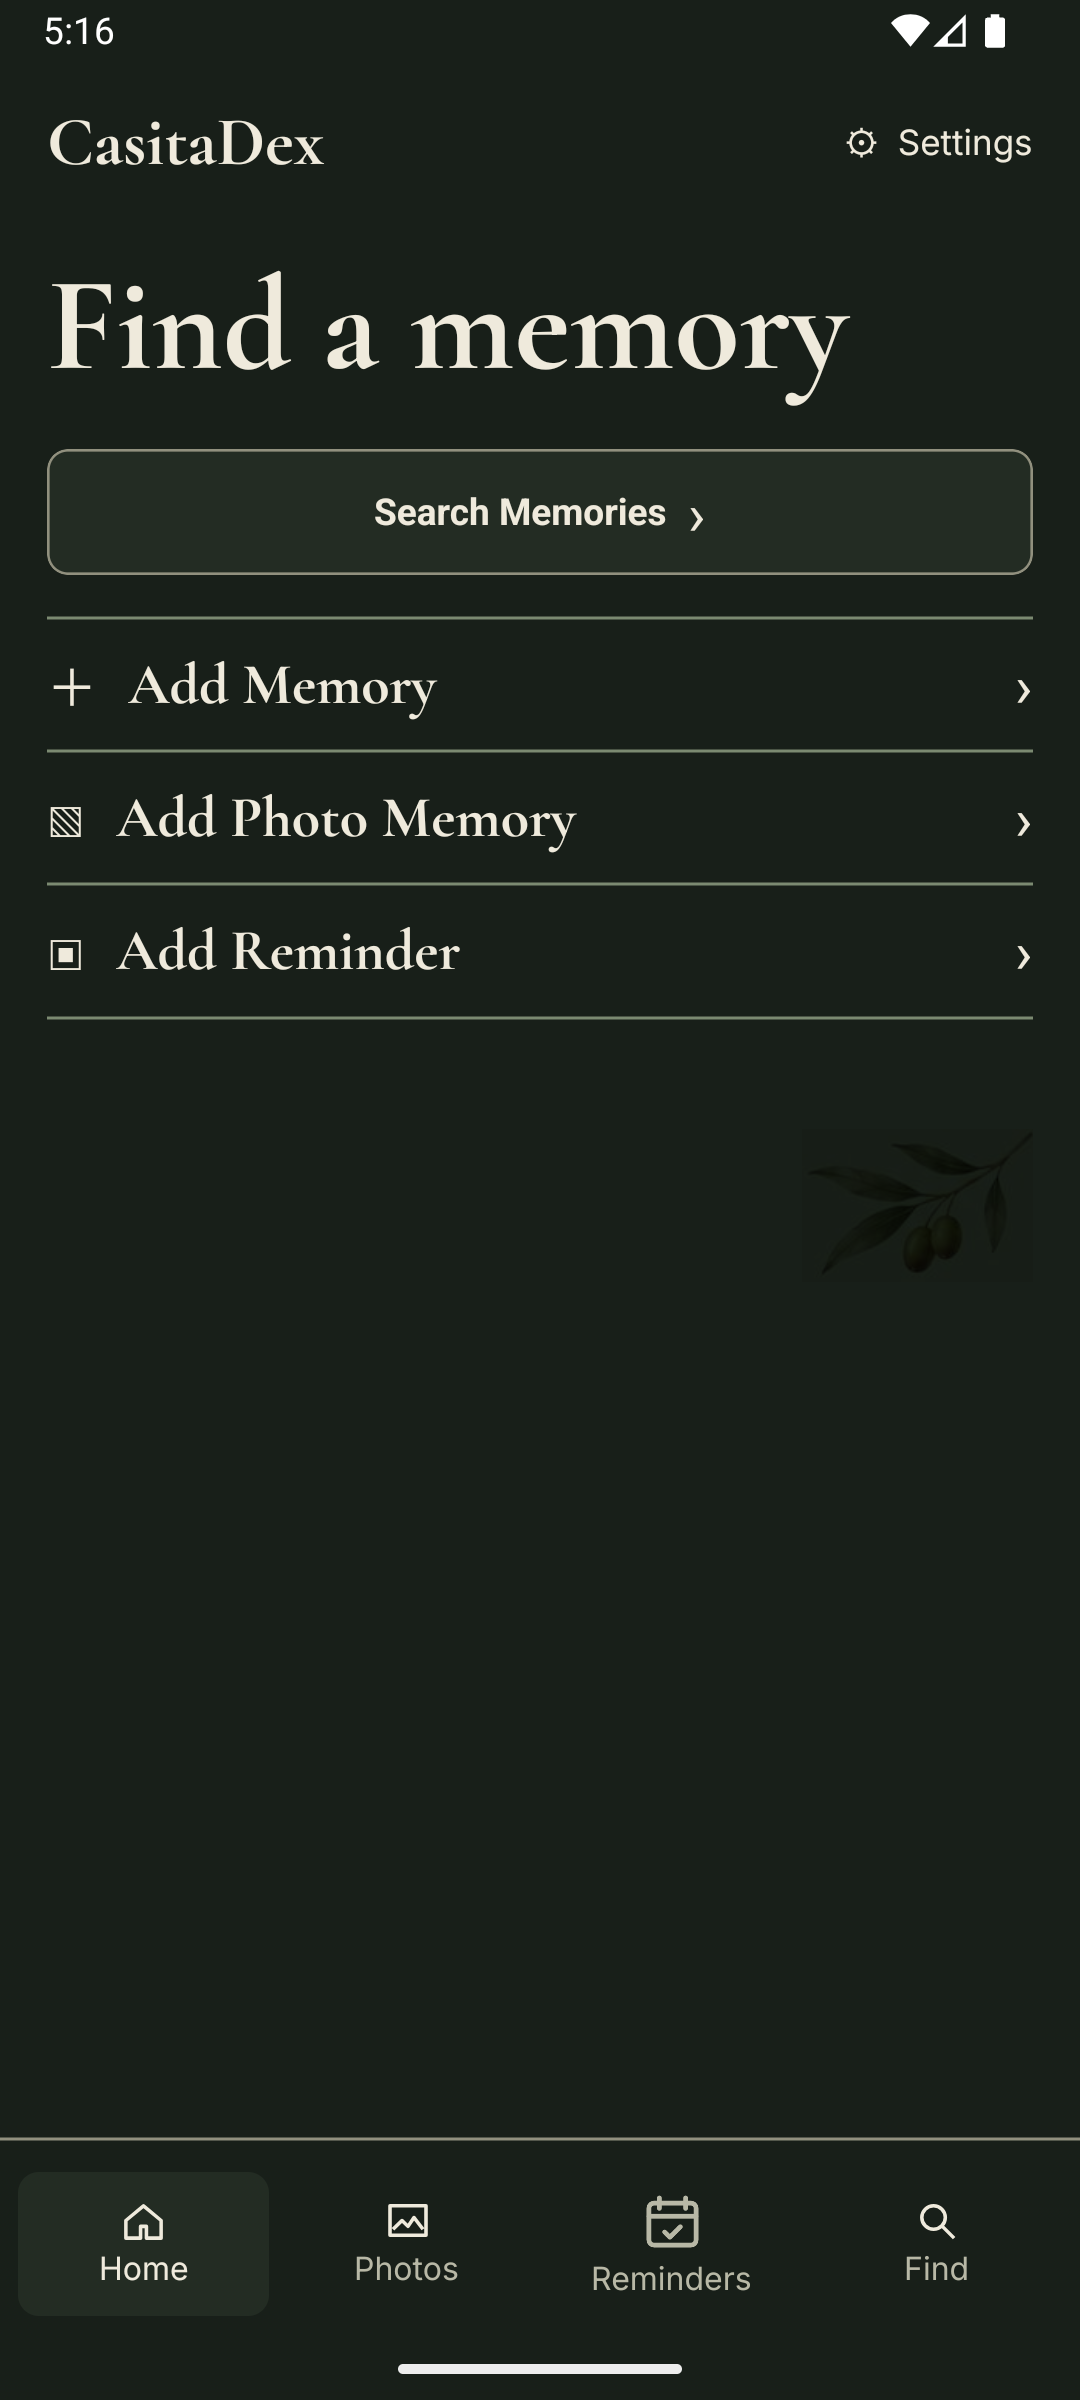 5:16
CasitaDex
Settings
Find a memory
Search Memories ›
Add Memory ›
Add Photo Memory ›
Add Reminder ›
Home
Photos
Reminders
Find